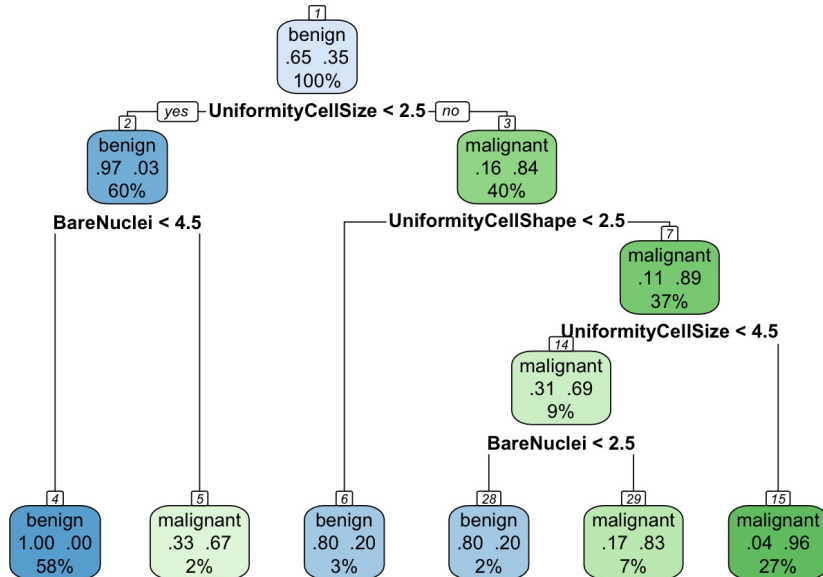 1
benign
.65 .35
100%
yes UniformityCellSize < 2.5 no
2
benign
.97 .03
60%
3
malignant
.16 .84
40%
BareNuclei < 4.5
UniformityCellShape < 2.5
7
malignant
.11 .89
37%
UniformityCellSize < 4.5
14
malignant
.31 .69
9%
BareNuclei < 2.5
4
benign
1.00 .00
58%
5
malignant
.33 .67
2%
6
benign
.80 .20
3%
28
benign
.80 .20
2%
29
malignant
.17 .83
7%
15
malignant
.04 .96
27%